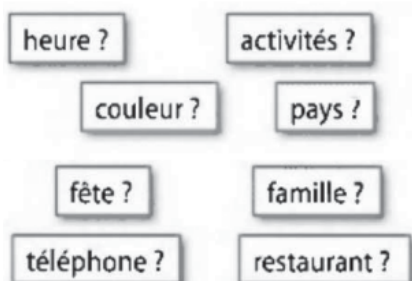 heure ?
activités ?
couleur ?
pays ?
fête ?
famille ?
téléphone ?
restaurant ?